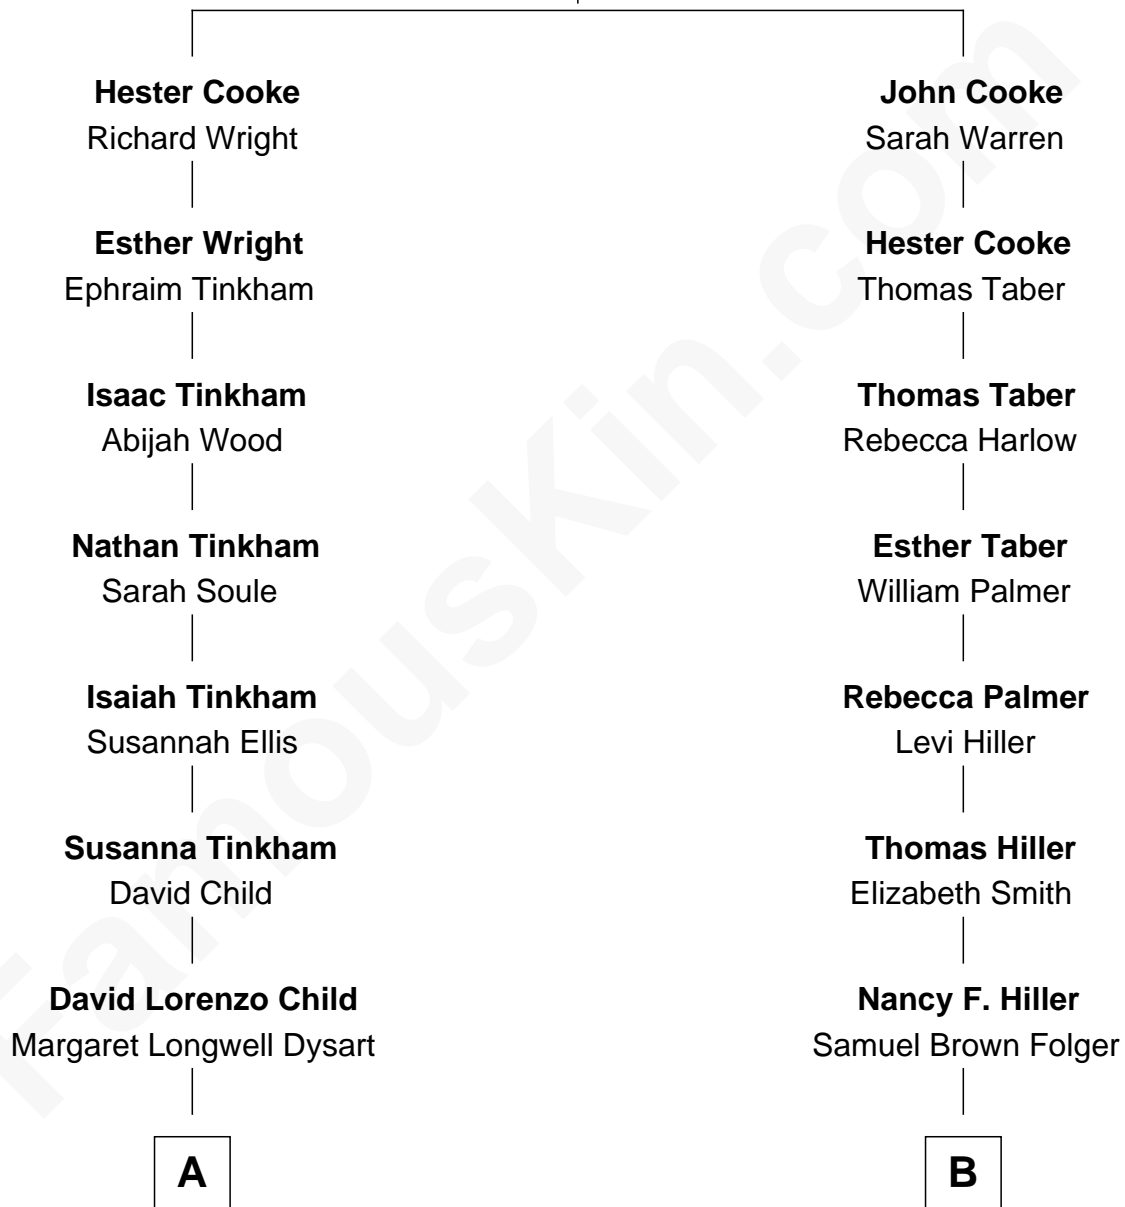 Hester Cooke
Richard Wright
Esther Wright
Ephraim Tinkham
Isaac Tinkham
Abijah Wood
Nathan Tinkham
Sarah Soule
Isaiah Tinkham
Susannah Ellis
Susanna Tinkham
David Child
David Lorenzo Child
Margaret Longwell Dysart
A
John Cooke
Sarah Warren
Hester Cooke
Thomas Taber
Thomas Taber
Rebecca Harlow
Esther Taber
William Palmer
Rebecca Palmer
Levi Hiller
Thomas Hiller
Elizabeth Smith
Nancy F. Hiller
Samuel Brown Folger
B
FamousKin.com